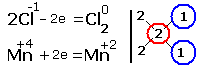 2Cl⁻¹ -2e = Cl₂⁰ 2 1
2
Mn⁺⁴ +2e = Mn⁺² 2 1